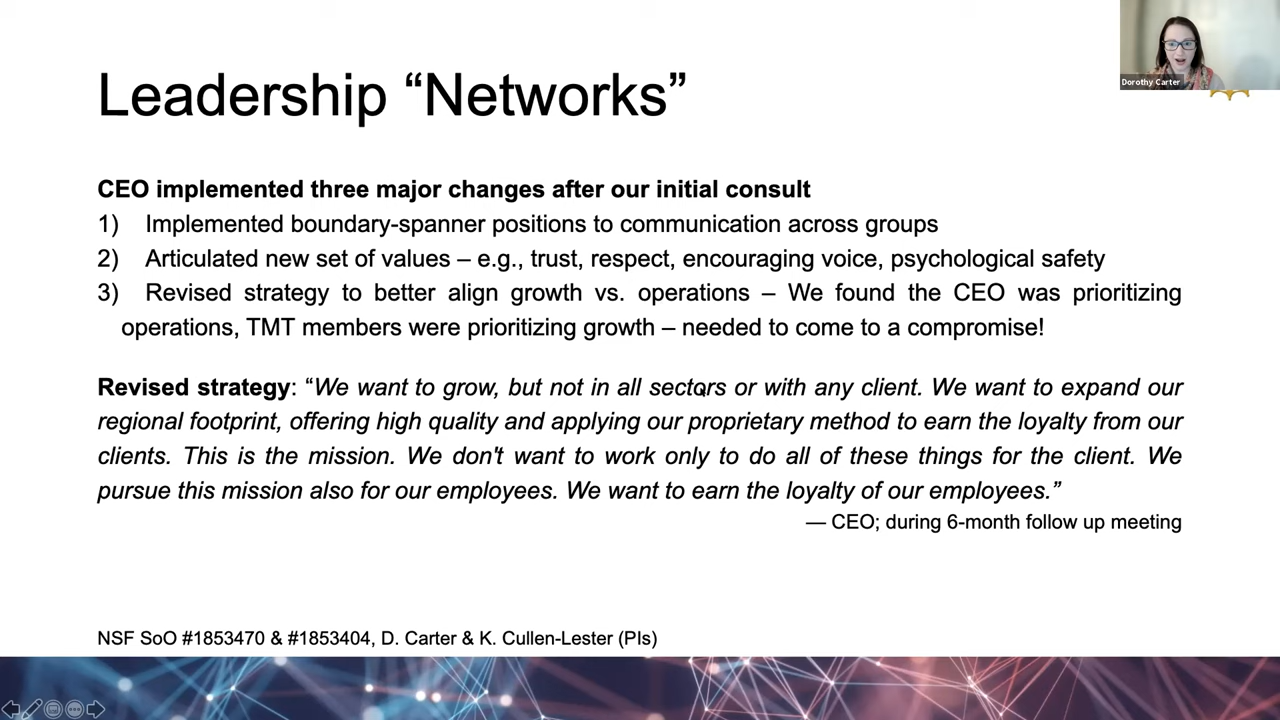 Leadership “Networks”
Dorothy Carter
CEO implemented three major changes after our initial consult
1) Implemented boundary-spanner positions to communication across groups
2) Articulated new set of values – e.g., trust, respect, encouraging voice, psychological safety
3) Revised strategy to better align growth vs. operations – We found the CEO was prioritizing
operations, TMT members were prioritizing growth – needed to come to a compromise!
Revised strategy: “We want to grow, but not in all sectors or with any client. We want to expand our
regional footprint, offering high quality and applying our proprietary method to earn the loyalty from our
clients. This is the mission. We don't want to work only to do all of these things for the client. We
pursue this mission also for our employees. We want to earn the loyalty of our employees.”
— CEO; during 6-month follow up meeting
NSF SoO #1853470 & #1853404, D. Carter & K. Cullen-Lester (PIs)